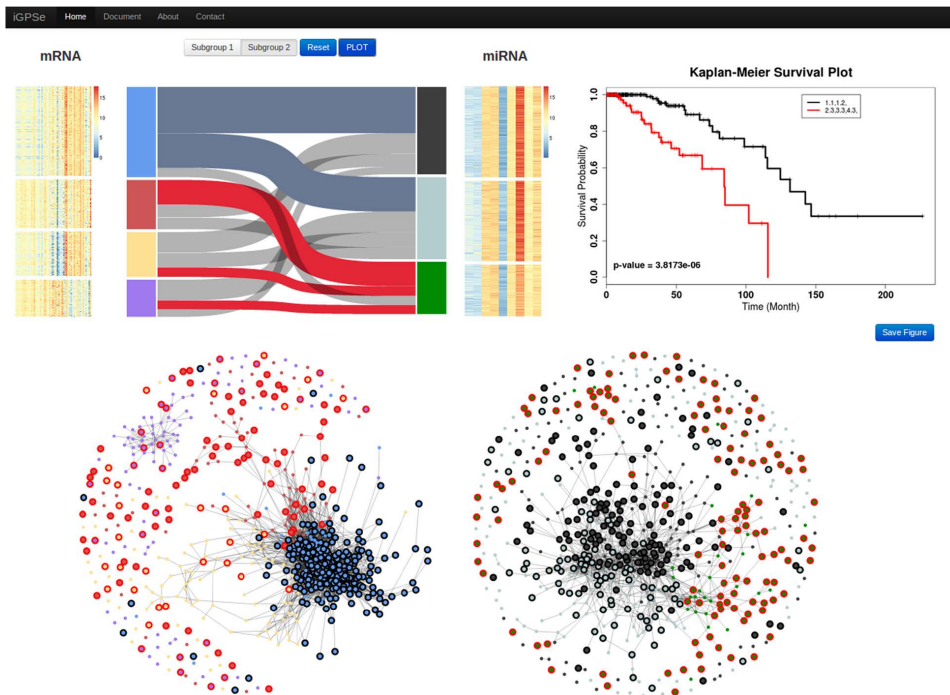 iGPSe Home Document About Contact
Subgroup 1 Subgroup 2 Reset PLOT
mRNA
miRNA
15
10
5
0
15
10
5
0
Kaplan-Meier Survival Plot
1.1,1.2,
2.3,3.3,4.3,
Survival Probability
1.0
0.8
0.6
0.4
0.2
0.0
p-value = 3.8173e-06
0 50 100 150 200
Time (Month)
Save Figure